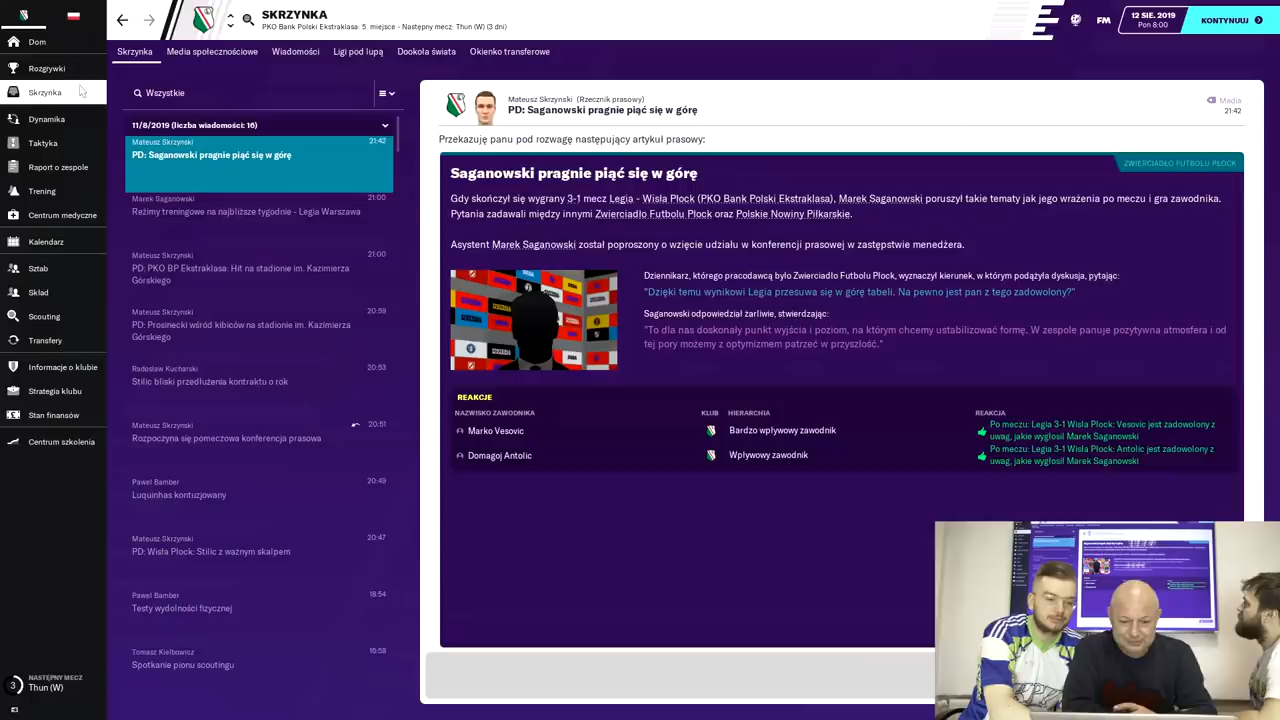 SKRZYNKA
PKO Bank Polski Ekstraklasa: 5. miejsce - Następny mecz: Thun (W) (3 dni)
FM
12 SIE. 2019
Pon 8:00
KONTYNUUJ
Dom
Rozgrywki
Skrzynka
Dynamika
Taktyka
Raport o zespole
Trening
Centrum medyczne
Kalendarz
Sztab
Skład
Scouting
Transfery
Informacje o klubie
Strategia klubu
Stan finansów
Centrum szkolenia
NASTĘPNY MECZ
3 Thun (W)
Skrzynka Media społecznościowe Wiadomości Ligi pod lupą Dookoła świata Okienko transferowe
Wszystkie
11/8/2019 (liczba wiadomości: 16)
Mateusz Skrzynski 21:42
PD: Saganowski pragnie piąć się w górę
Marek Saganowski 21:00
Reżimy treningowe na najbliższe tygodnie - Legia Warszawa
Mateusz Skrzynski 21:00
PD: PKO BP Ekstraklasa: Hit na stadionie im. Kazimierza
Górskiego
Mateusz Skrzynski 20:59
PD: Prosinecki wśród kibiców na stadionie im. Kazimierza
Górskiego
Radosław Kucharski 20:53
Stilic bliski przedłużenia kontraktu o rok
Mateusz Skrzynski 20:51
Rozpoczyna się pomeczowa konferencja prasowa
Paweł Bamber 20:49
Luquinhas kontuzjowany
Mateusz Skrzynski 20:47
PD: Wisła Płock: Stilic z ważnym skalpem
Paweł Bamber 18:54
Testy wydolności fizycznej
Tomasz Kiełbowicz 16:58
Spotkanie pionu scoutingu
Mateusz Skrzynski (Rzecznik prasowy)
PD: Saganowski pragnie piąć się w górę
Media
21:42
Przekazuję panu pod rozwagę następujący artykuł prasowy:
ZWIERCIADŁO FUTBOLU PŁOCK
Saganowski pragnie piąć się w górę
Gdy skończył się wygrany 3-1 mecz Legia - Wisła Płock (PKO Bank Polski Ekstraklasa), Marek Saganowski poruszył takie tematy jak jego wrażenia po meczu i gra zawodnika.
Pytania zadawali między innymi Zwierciadło Futbolu Płock oraz Polskie Nowiny Piłkarskie.
Asystent Marek Saganowski został poproszony o wzięcie udziału w konferencji prasowej w zastępstwie menedżera.
Dziennikarz, którego pracodawcą było Zwierciadło Futbolu Płock, wyznaczył kierunek, w którym podążyła dyskusja, pytając:
"Dzięki temu wynikowi Legia przesuwa się w górę tabeli. Na pewno jest pan z tego zadowolony?"
Saganowski odpowiedział żarliwie, stwierdzając:
"To dla nas doskonały punkt wyjścia i poziom, na którym chcemy ustabilizować formę. W zespole panuje pozytywna atmosfera i od
tej pory możemy z optymizmem patrzeć w przyszłość."
REAKCJE
NAZWISKO ZAWODNIKA KLUB HIERARCHIA REAKCJA
Marko Vesovic Bardzo wpływowy zawodnik Po meczu: Legia 3-1 Wisła Płock: Vesovic jest zadowolony z
uwag, jakie wygłosił Marek Saganowski
Domagoj Antolic Wpływowy zawodnik Po meczu: Legia 3-1 Wisła Płock: Antolic jest zadowolony z
uwag, jakie wygłosił Marek Saganowski